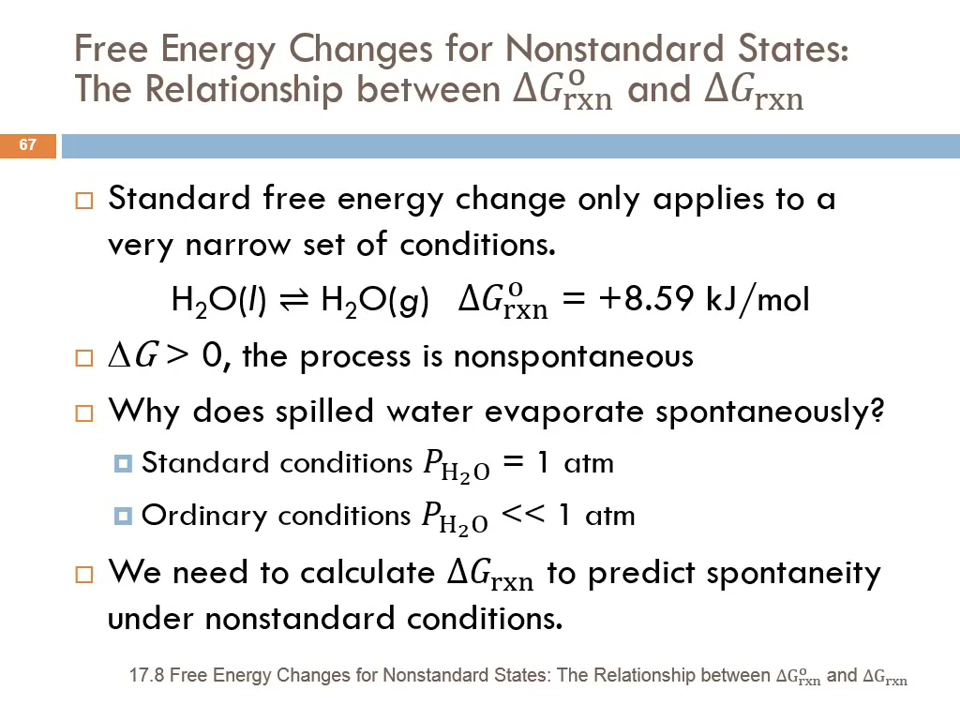 Free Energy Changes for Nonstandard States:
The Relationship between ΔG°rxn and ΔGrxn
67
Standard free energy change only applies to a
very narrow set of conditions.
H₂O(l) ⇌ H₂O(g) ΔG°rxn = +8.59 kJ/mol
ΔG > 0, the process is nonspontaneous
Why does spilled water evaporate spontaneously?
Standard conditions P_H₂O = 1 atm
Ordinary conditions P_H₂O << 1 atm
We need to calculate ΔGrxn to predict spontaneity
under nonstandard conditions.
17.8 Free Energy Changes for Nonstandard States: The Relationship between ΔG°rxn and ΔGrxn